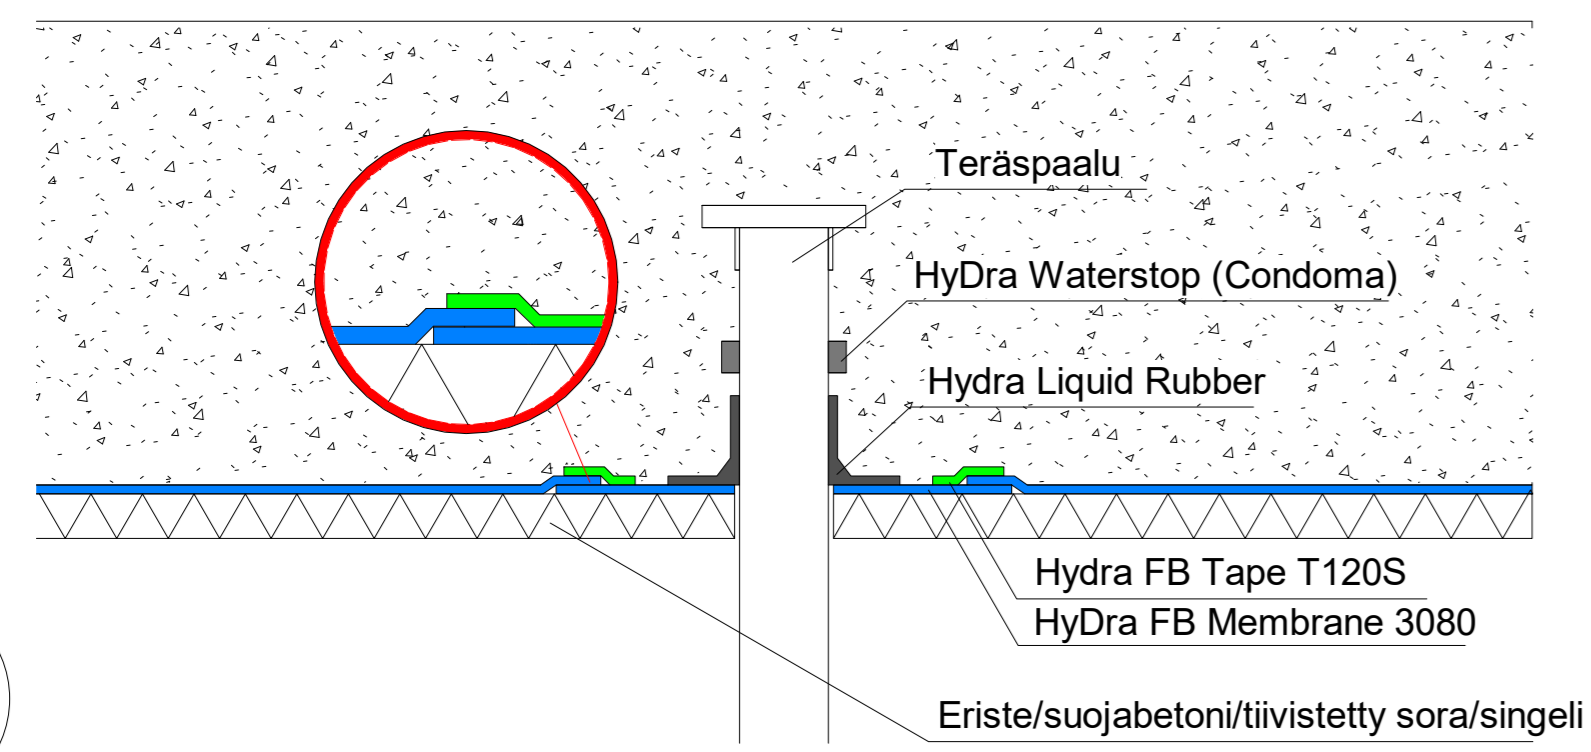 Teräspaalu
HyDra Waterstop (Condoma)
Hydra Liquid Rubber
Hydra FB Tape T120S
HyDra FB Membrane 3080
Eriste/suojabetoni/tiivistetty sora/singeli